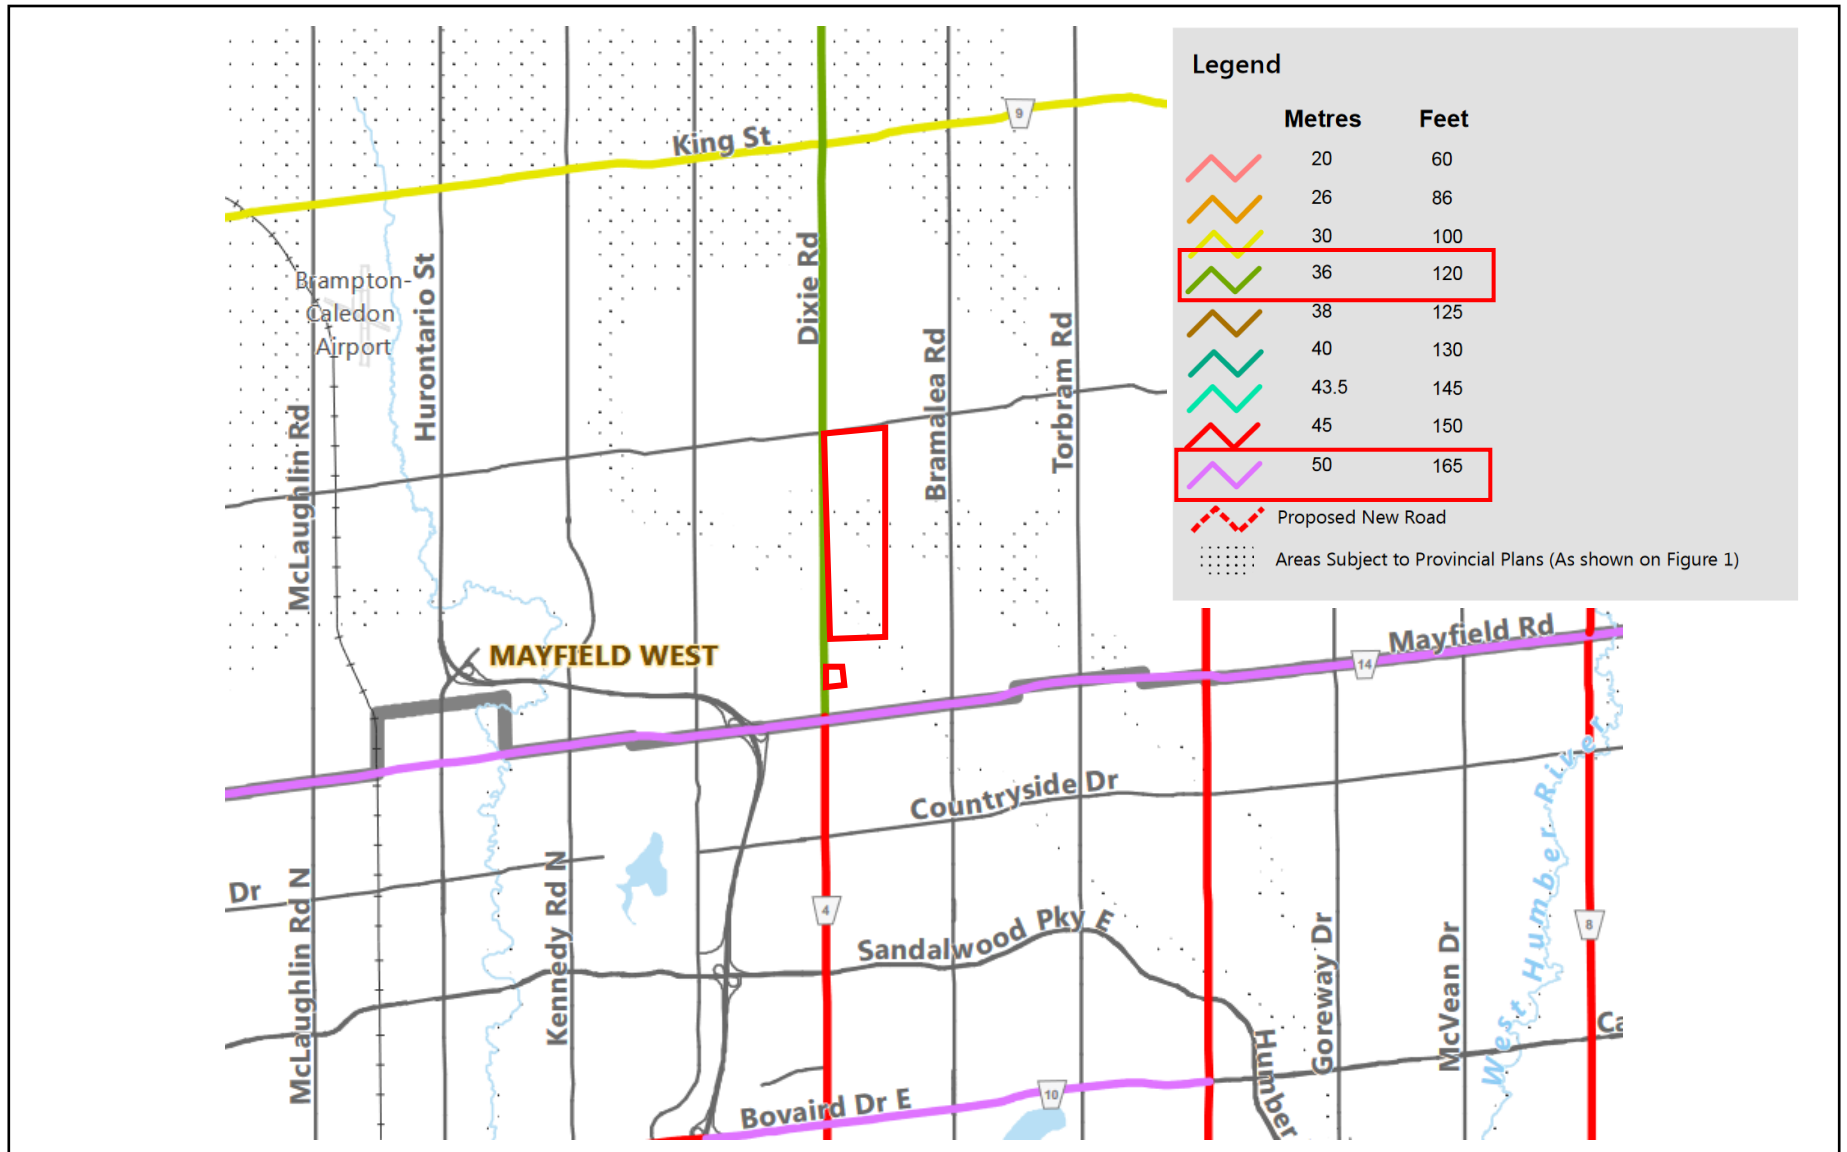 Legend
Metres Feet
20 60
26 86
30 100
36 120
38 125
40 130
43.5 145
45 150
50 165
Proposed New Road
Areas Subject to Provincial Plans (As shown on Figure 1)
9
King St
Dixie Rd
Brampton-
Caledon
Airport
Hurontario St
McLaughlin Rd
Bramalea Rd
Torbram Rd
MAYFIELD WEST
Mayfield Rd
14
Countryside Dr
Dr
McLaughlin Rd N
Kennedy Rd N
4
Sandalwood Pky E
Goreway Dr
McVean Dr
8
West Humber River
Ca
Humber
10
Bovaird Dr E